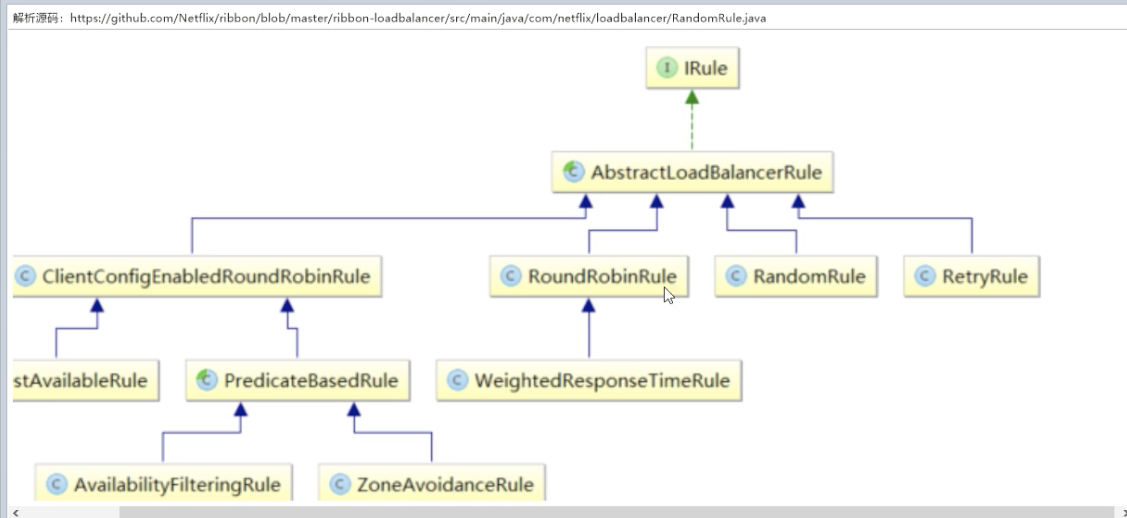 解析源码：https://github.com/Netflix/ribbon/blob/master/ribbon-loadbalancer/src/main/java/com/netflix/loadbalancer/RandomRule.java
I IRule
C AbstractLoadBalancerRule
C ClientConfigEnabledRoundRobinRule
C RoundRobinRule
C RandomRule
C RetryRule
stAvailableRule
C PredicateBasedRule
C WeightedResponseTimeRule
C AvailabilityFilteringRule
C ZoneAvoidanceRule